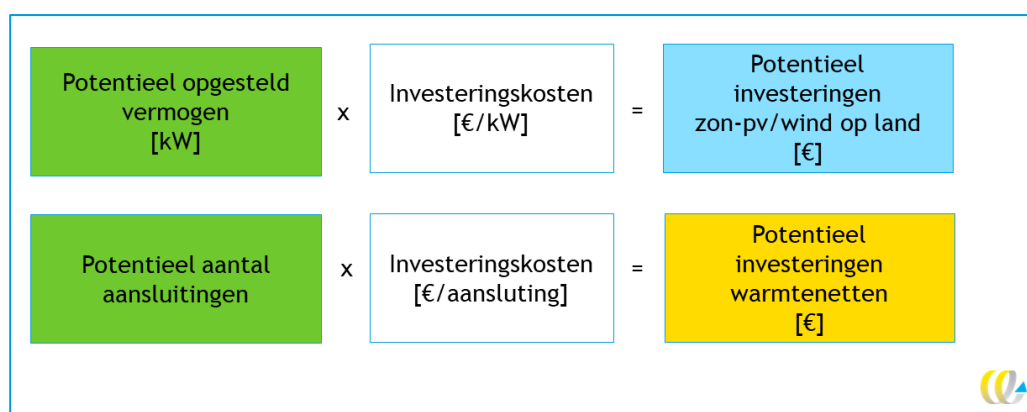 Potentieel opgesteld
vermogen
[kW]
x
Investeringskosten
[€/kW]
=
Potentieel
investeringen
zon-pv/wind op land
[€]
Potentieel aantal
aansluitingen
x
Investeringskosten
[€/aansluting]
=
Potentieel
investeringen
warmtenetten
[€]